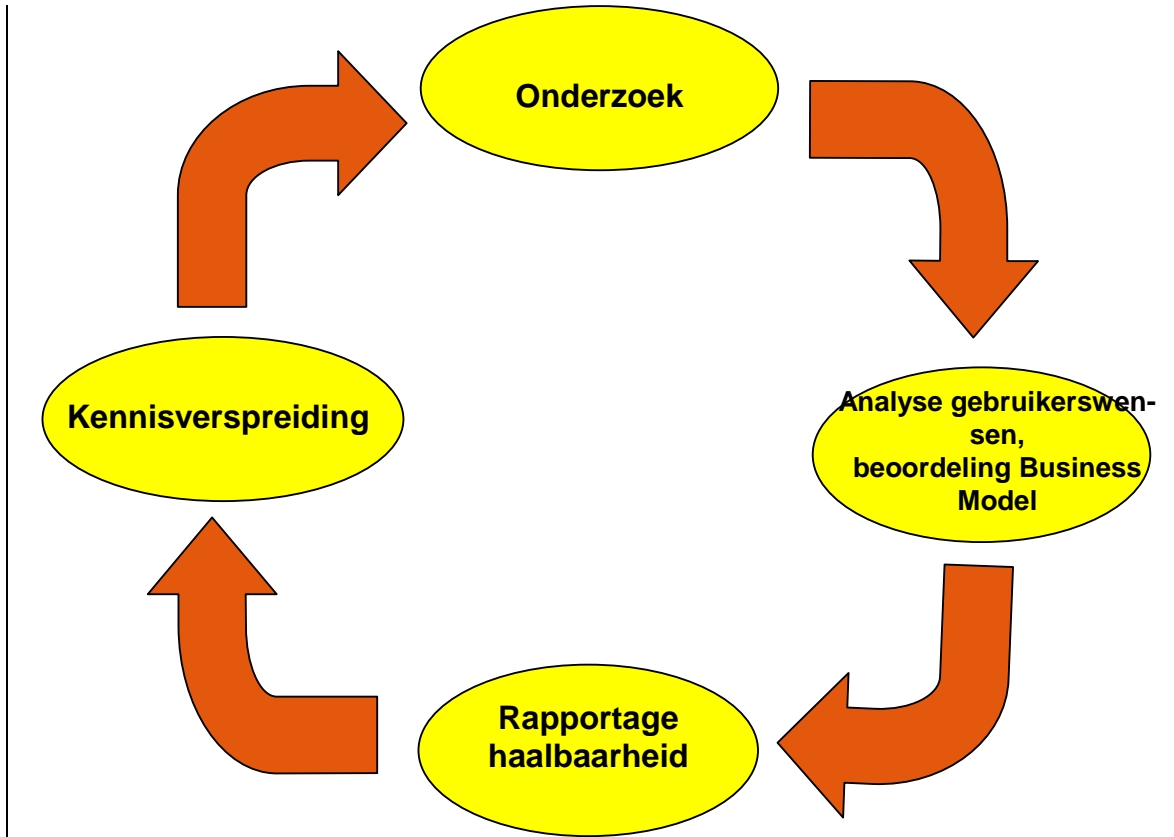 Onderzoek
Analyse gebruikerswen-
sen,
beoordeling Business
Model
Rapportage
haalbaarheid
Kennisverspreiding